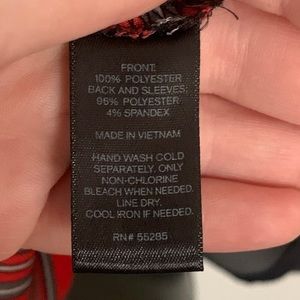 FRONT:
100% POLYESTER
BACK AND SLEEVES:
96% POLYESTER
4% SPANDEX
MADE IN VIETNAM
HAND WASH COLD
SEPARATELY, ONLY
NON-CHLORINE
BLEACH WHEN NEEDED.
LINE DRY.
COOL IRON IF NEEDED.
RN# 55285